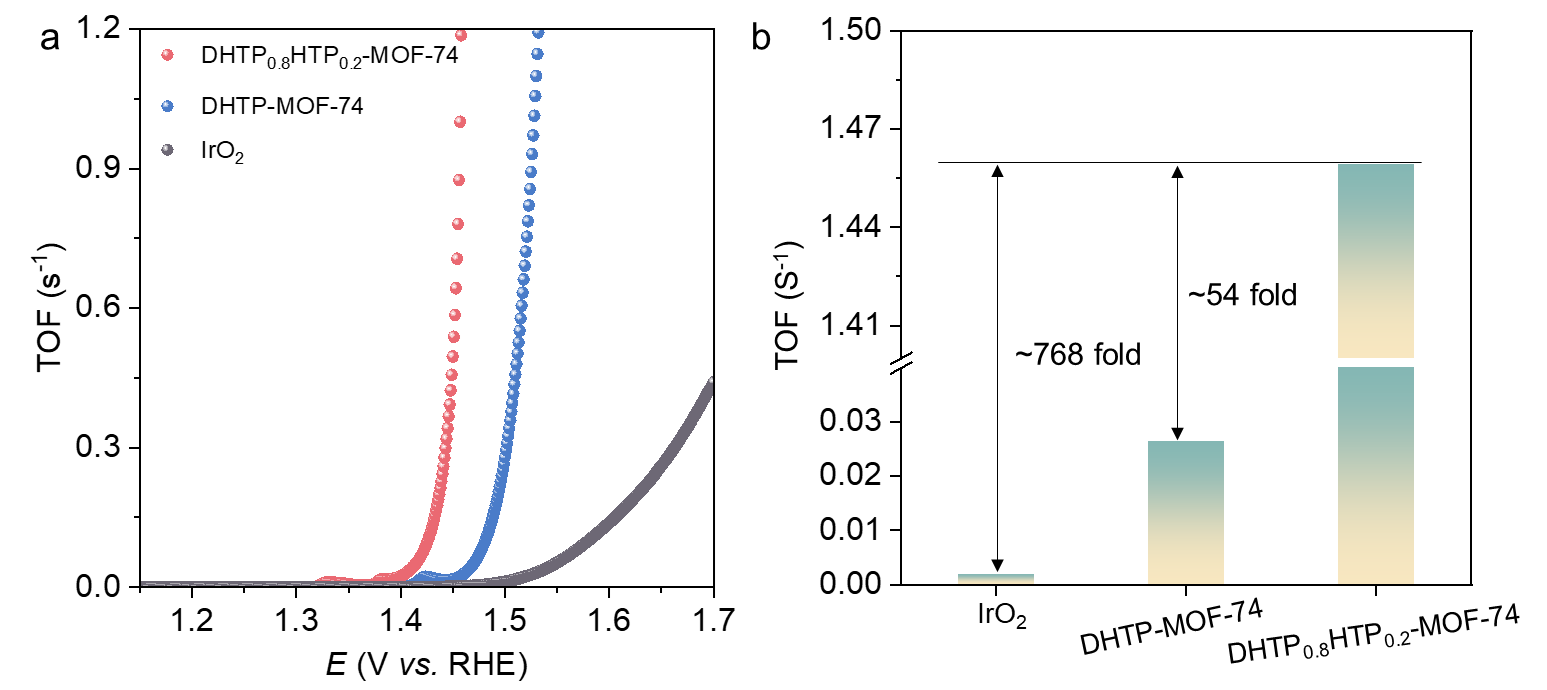 a
1.2
0.9
0.6
0.3
0.0
TOF (s⁻¹)
DHTP₀.₈HTP₀.₂-MOF-74
DHTP-MOF-74
IrO₂
1.2 1.3 1.4 1.5 1.6 1.7
E (V vs. RHE)
b
1.50
1.47
1.44
1.41
0.03
0.02
0.01
0.00
TOF (S⁻¹)
~54 fold
~768 fold
IrO₂
DHTP-MOF-74
DHTP₀.₈HTP₀.₂-MOF-74